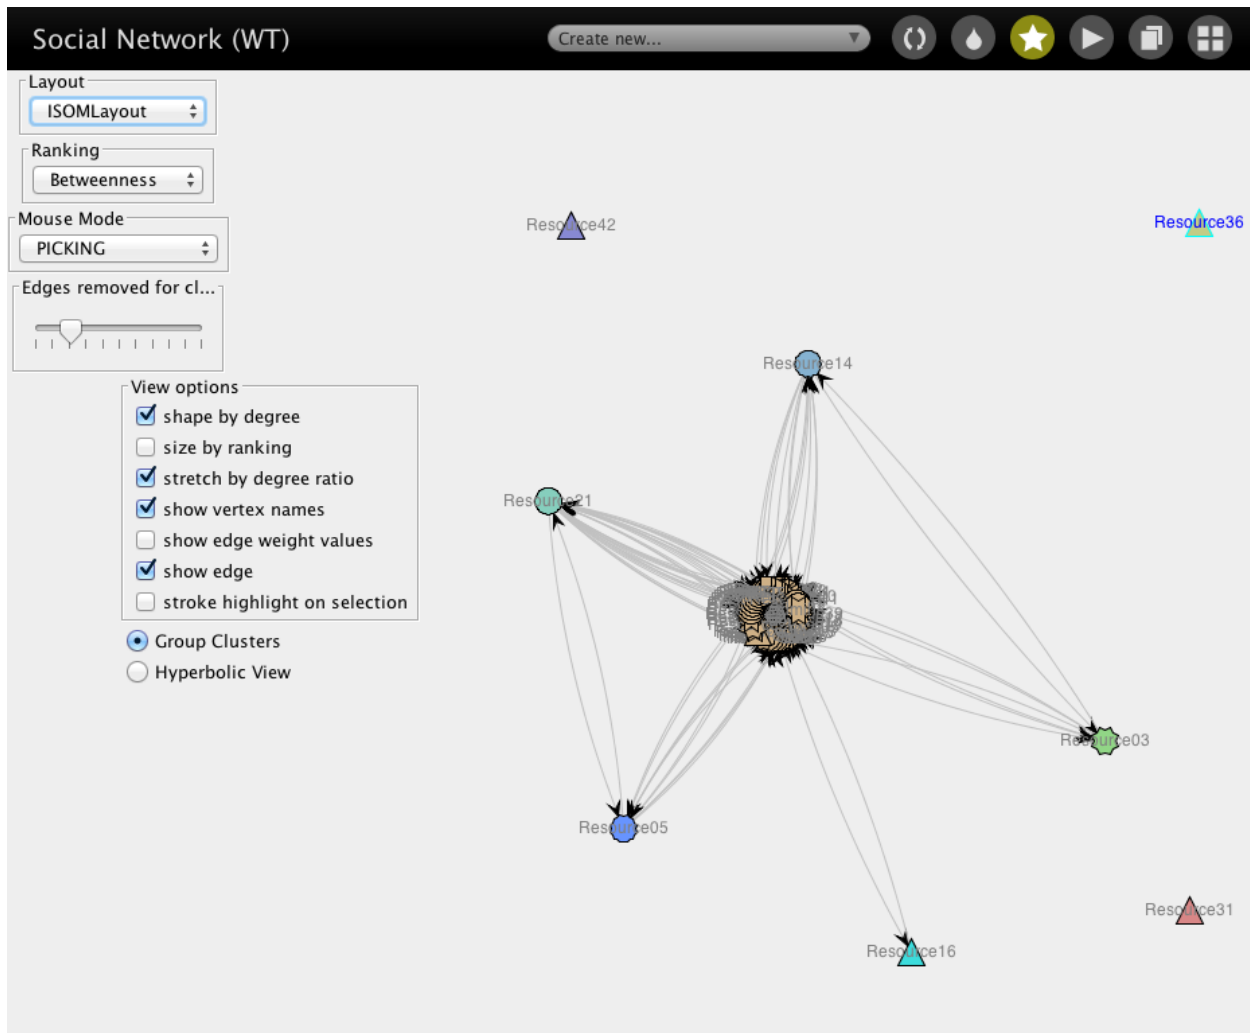 Social Network (WT)
Create new...
Layout
ISOMLayout
Ranking
Betweenness
Mouse Mode
PICKING
Edges removed for cl...
View options
shape by degree
size by ranking
stretch by degree ratio
show vertex names
show edge weight values
show edge
stroke highlight on selection
Group Clusters
Hyperbolic View
Resource42
Resource36
Resource14
Resource21
Resource03
Resource05
Resource31
Resource16